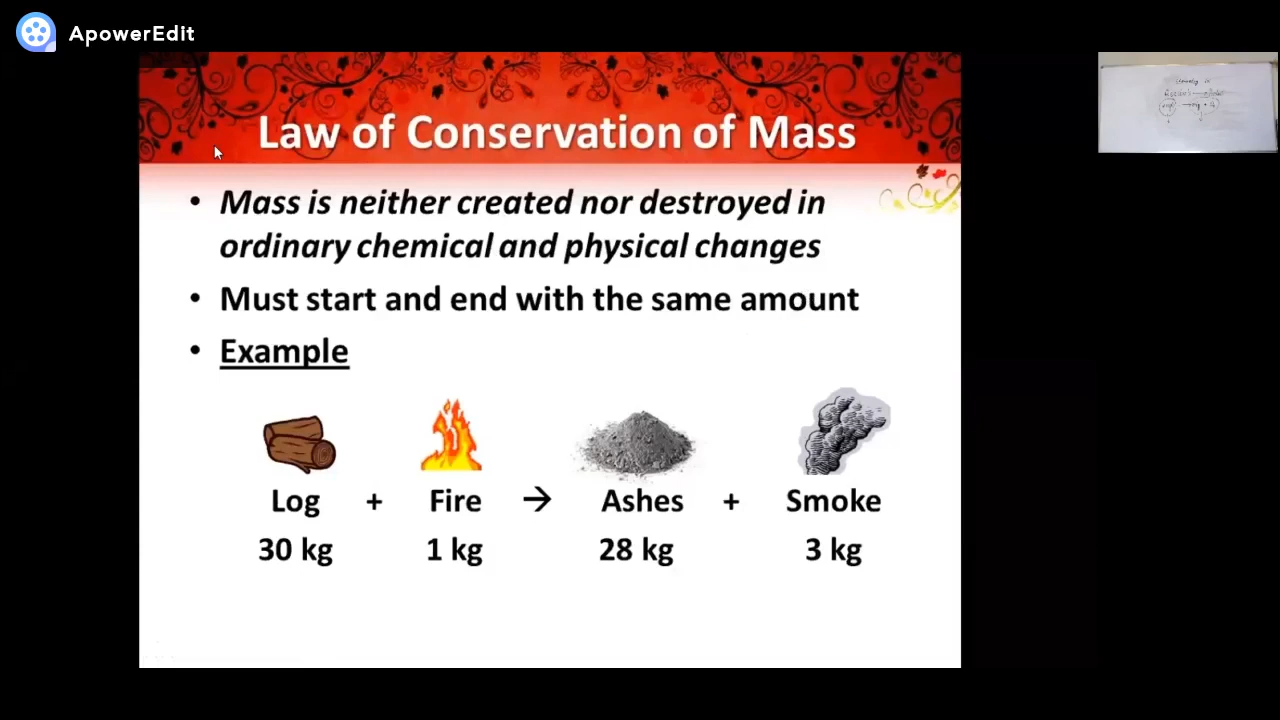 ApowerEdit
Law of Conservation of Mass
• Mass is neither created nor destroyed in
ordinary chemical and physical changes
• Must start and end with the same amount
• Example
Log + Fire → Ashes + Smoke
30 kg 1 kg 28 kg 3 kg